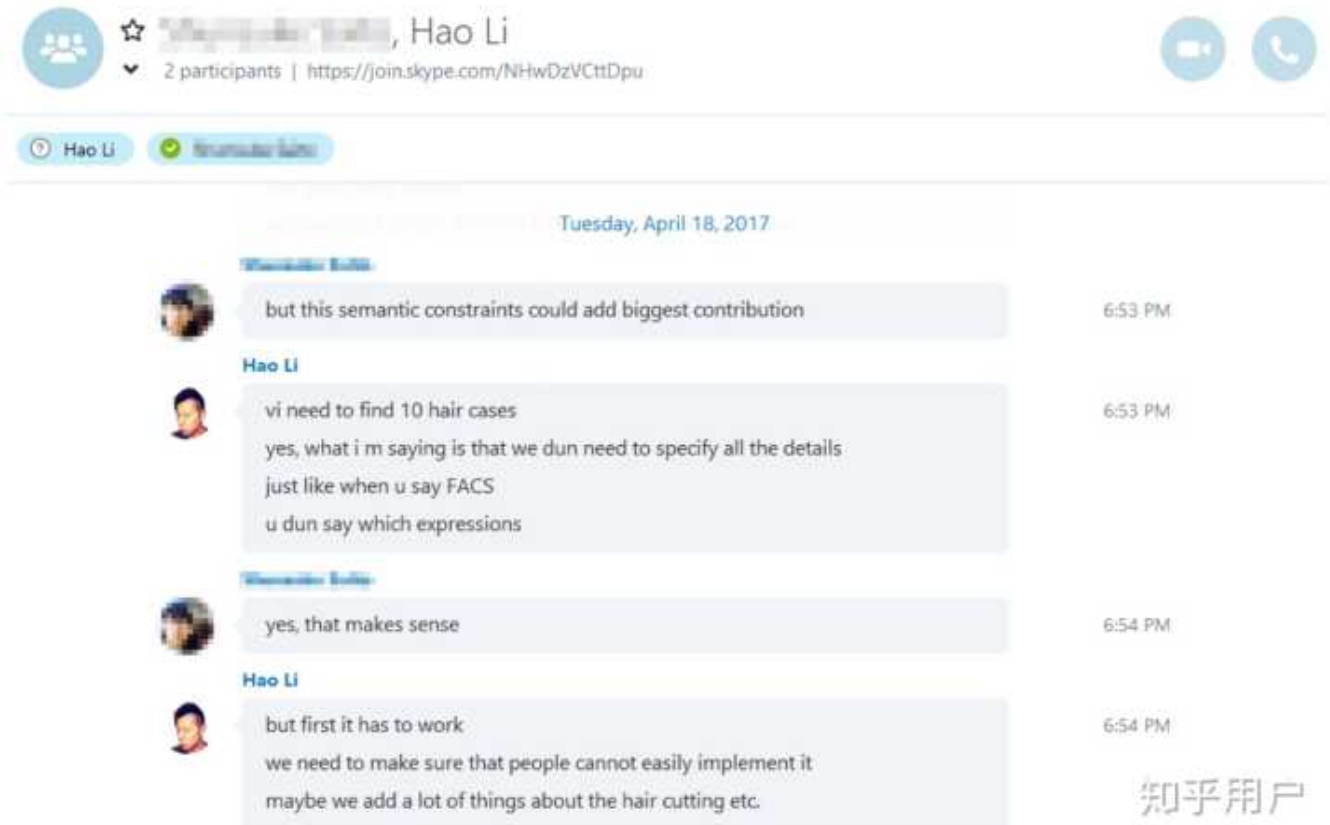 , Hao Li
2 participants | https://join.skype.com/NHwDzVCttDpu
Hao Li
Tuesday, April 18, 2017
but this semantic constraints could add biggest contribution
6:53 PM
Hao Li
vi need to find 10 hair cases
6:53 PM
yes, what i m saying is that we dun need to specify all the details
just like when u say FACS
u dun say which expressions
yes, that makes sense
6:54 PM
Hao Li
but first it has to work
6:54 PM
we need to make sure that people cannot easily implement it
maybe we add a lot of things about the hair cutting etc.
知乎用户